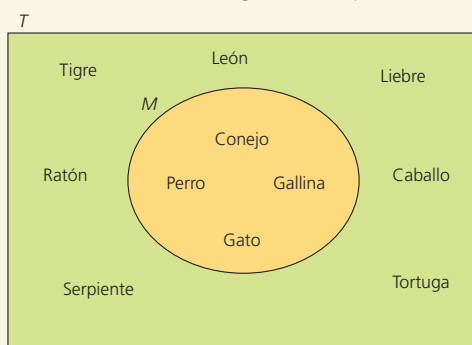 T
León
Tigre
Liebre
M
Conejo
Ratón
Perro
Gallina
Caballo
Gato
Serpiente
Tortuga